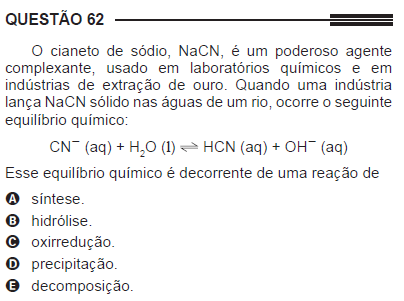 QUESTÃO 62
O cianeto de sódio, NaCN, é um poderoso agente
complexante, usado em laboratórios químicos e em
indústrias de extração de ouro. Quando uma indústria
lança NaCN sólido nas águas de um rio, ocorre o seguinte
equilíbrio químico:
CN⁻ (aq) + H₂O (l) ⇌ HCN (aq) + OH⁻ (aq)
Esse equilíbrio químico é decorrente de uma reação de
A síntese.
B hidrólise.
C oxirredução.
D precipitação.
E decomposição.